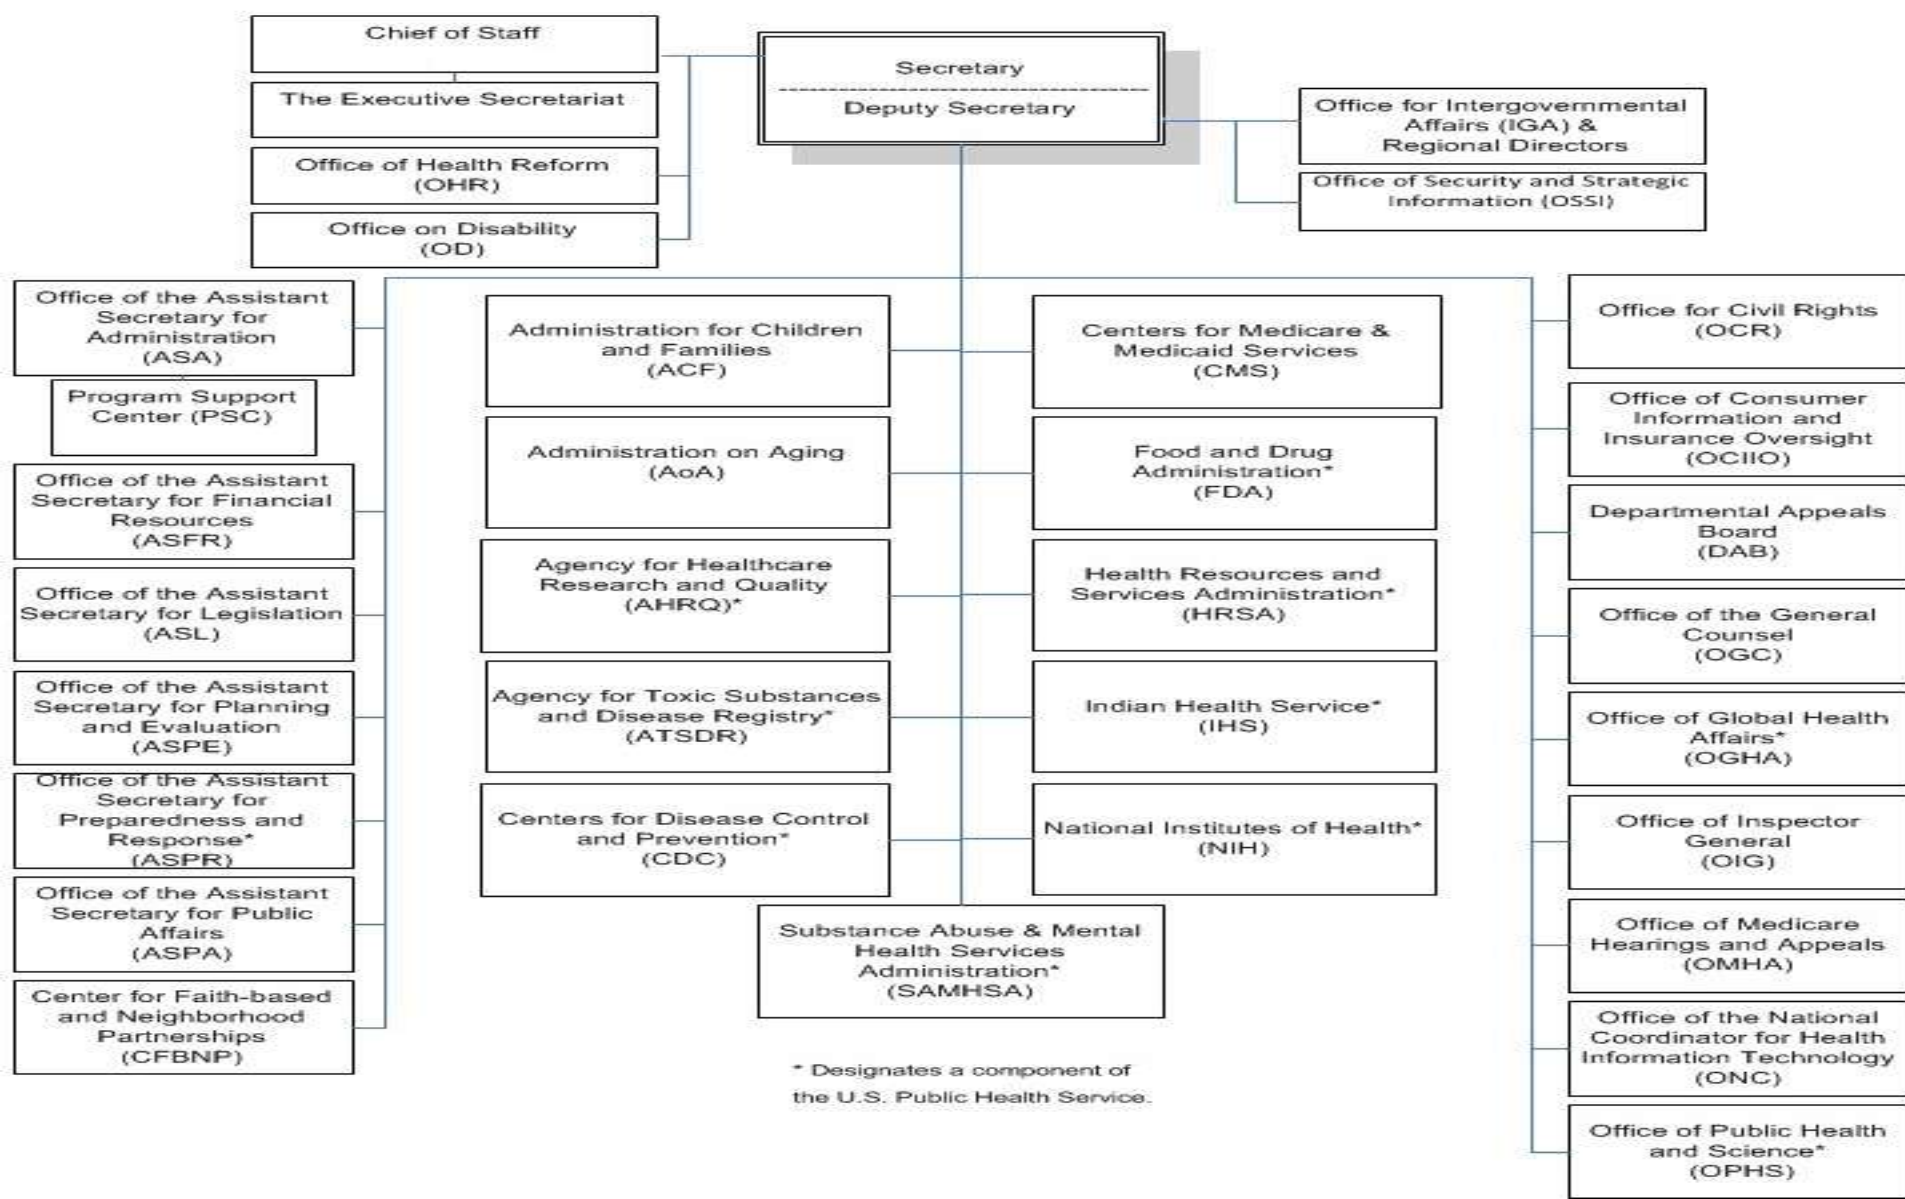 Chief of Staff
The Executive Secretariat
Office of Health Reform
(OHR)
Office on Disability
(OD)
Secretary
Deputy Secretary
Office for Intergovernmental
Affairs (IGA) &
Regional Directors
Office of Security and Strategic
Information (OSSI)
Office of the Assistant
Secretary for
Administration
(ASA)
Program Support
Center (PSC)
Office of the Assistant
Secretary for Financial
Resources
(ASFR)
Office of the Assistant
Secretary for Legislation
(ASL)
Office of the Assistant
Secretary for Planning
and Evaluation
(ASPE)
Office of the Assistant
Secretary for
Preparedness and
Response*
(ASPR)
Office of the Assistant
Secretary for Public
Affairs
(ASPA)
Center for Faith-based
and Neighborhood
Partnerships
(CFBNP)
Administration for Children
and Families
(ACF)
Administration on Aging
(AoA)
Agency for Healthcare
Research and Quality
(AHRQ)*
Agency for Toxic Substances
and Disease Registry*
(ATSDR)
Centers for Disease Control
and Prevention*
(CDC)
Centers for Medicare &
Medicaid Services
(CMS)
Food and Drug
Administration*
(FDA)
Health Resources and
Services Administration*
(HRSA)
Indian Health Service*
(IHS)
National Institutes of Health*
(NIH)
Substance Abuse & Mental
Health Services
Administration*
(SAMHSA)
* Designates a component of
the U.S. Public Health Service.
Office for Civil Rights
(OCR)
Office of Consumer
Information and
Insurance Oversight
(OCIIO)
Departmental Appeals
Board
(DAB)
Office of the General
Counsel
(OGC)
Office of Global Health
Affairs*
(OGHA)
Office of Inspector
General
(OIG)
Office of Medicare
Hearings and Appeals
(OMHA)
Office of the National
Coordinator for Health
Information Technology
(ONC)
Office of Public Health
and Science*
(OPHS)